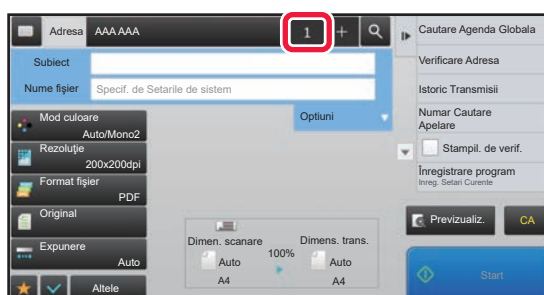 Adresa AAA AAA 1 +
Subiect
Nume fişier Specif. de Setarile de sistem
Optiuni
Mod culoare
Auto/Mono2
Rezoluţie
200x200dpi
Format fişier
PDF
Original
Expunere
Auto
Altele
Dimen. scanare
Auto
A4
100%
Dimens. trans.
Auto
A4
Cautare Agenda Globala
Verificare Adresa
Istoric Transmisii
Numar Cautare
Apelare
Stampil. de verif.
Înregistrare program
Inreg. Setari Curente
Previzualiz.
CA
Start